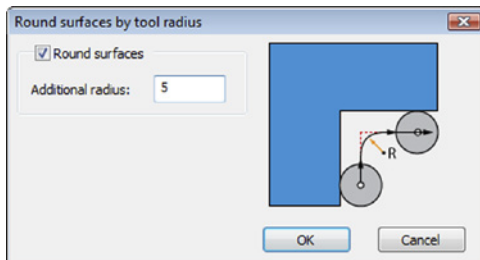 Round surfaces by tool radius
Round surfaces
Additional radius: 5
R
OK Cancel